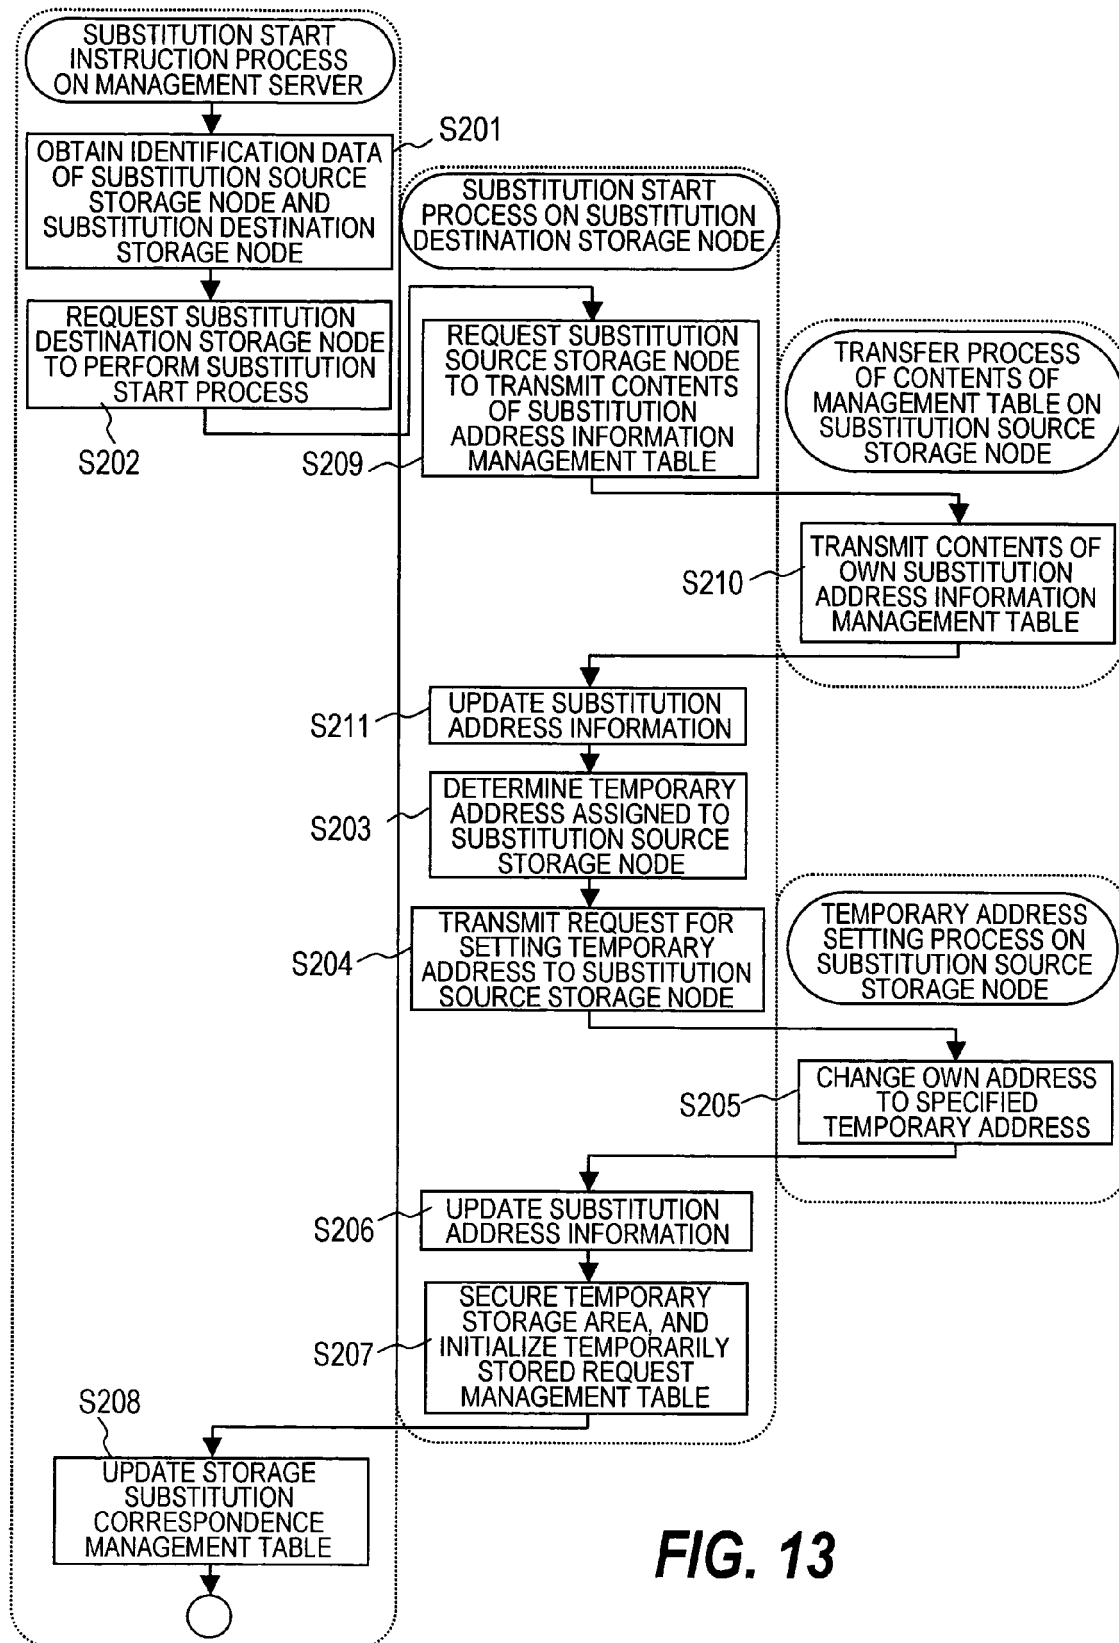 SUBSTITUTION START
INSTRUCTION PROCESS
ON MANAGEMENT SERVER
S201
OBTAIN IDENTIFICATION DATA
OF SUBSTITUTION SOURCE
STORAGE NODE AND
SUBSTITUTION DESTINATION
STORAGE NODE
SUBSTITUTION START
PROCESS ON SUBSTITUTION
DESTINATION STORAGE NODE
REQUEST SUBSTITUTION
DESTINATION STORAGE NODE
TO PERFORM SUBSTITUTION
START PROCESS
S202
REQUEST SUBSTITUTION
SOURCE STORAGE NODE
TO TRANSMIT CONTENTS
OF SUBSTITUTION
ADDRESS INFORMATION
MANAGEMENT TABLE
S209
TRANSFER PROCESS
OF CONTENTS OF
MANAGEMENT TABLE ON
SUBSTITUTION SOURCE
STORAGE NODE
TRANSMIT CONTENTS OF
OWN SUBSTITUTION
ADDRESS INFORMATION
MANAGEMENT TABLE
S210
UPDATE SUBSTITUTION
ADDRESS INFORMATION
S211
DETERMINE TEMPORARY
ADDRESS ASSIGNED TO
SUBSTITUTION SOURCE
STORAGE NODE
S203
TRANSMIT REQUEST FOR
SETTING TEMPORARY
ADDRESS TO SUBSTITUTION
SOURCE STORAGE NODE
S204
TEMPORARY ADDRESS
SETTING PROCESS ON
SUBSTITUTION SOURCE
STORAGE NODE
CHANGE OWN ADDRESS
TO SPECIFIED
TEMPORARY ADDRESS
S205
UPDATE SUBSTITUTION
ADDRESS INFORMATION
S206
SECURE TEMPORARY
STORAGE AREA, AND
INITIALIZE TEMPORARILY
STORED REQUEST
MANAGEMENT TABLE
S207
S208
UPDATE STORAGE
SUBSTITUTION
CORRESPONDENCE
MANAGEMENT TABLE
FIG. 13